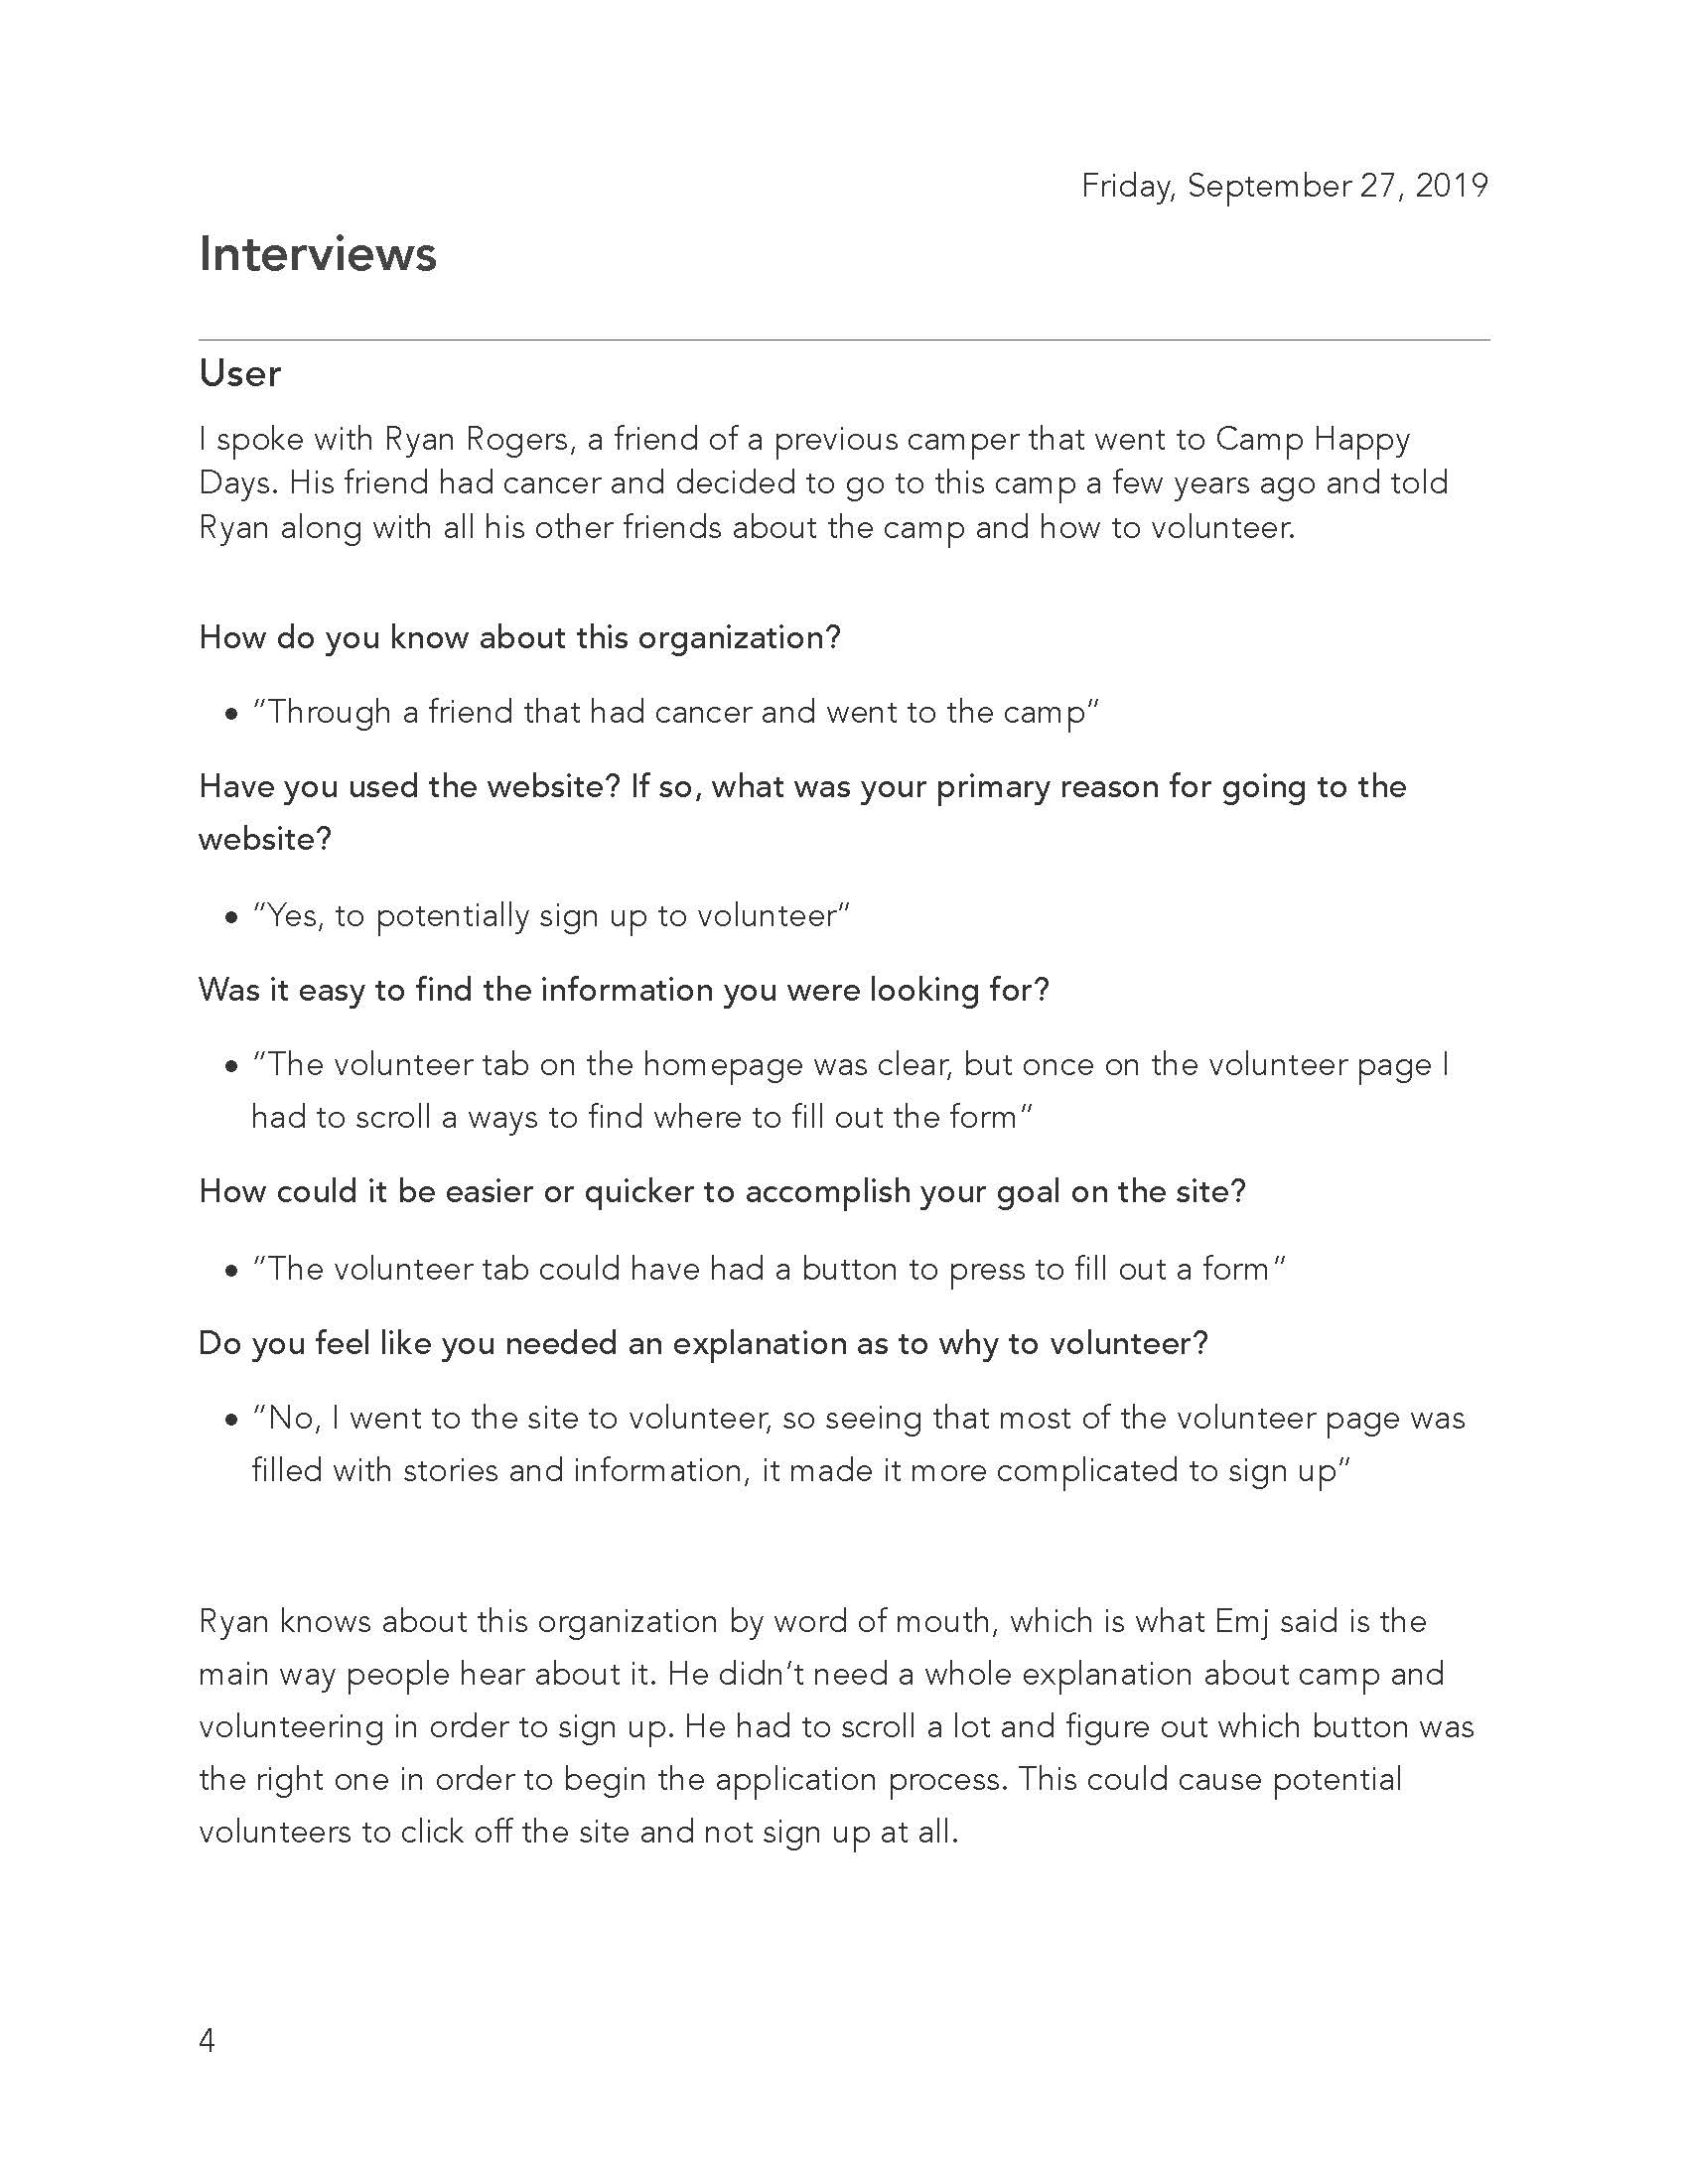 Friday, September 27, 2019
Interviews
User
I spoke with Ryan Rogers, a friend of a previous camper that went to Camp Happy
Days. His friend had cancer and decided to go to this camp a few years ago and told
Ryan along with all his other friends about the camp and how to volunteer.
How do you know about this organization?
• “Through a friend that had cancer and went to the camp”
Have you used the website? If so, what was your primary reason for going to the
website?
• “Yes, to potentially sign up to volunteer”
Was it easy to find the information you were looking for?
• “The volunteer tab on the homepage was clear, but once on the volunteer page I
had to scroll a ways to find where to fill out the form”
How could it be easier or quicker to accomplish your goal on the site?
• “The volunteer tab could have had a button to press to fill out a form”
Do you feel like you needed an explanation as to why to volunteer?
• “No, I went to the site to volunteer, so seeing that most of the volunteer page was
filled with stories and information, it made it more complicated to sign up”
Ryan knows about this organization by word of mouth, which is what Emj said is the
main way people hear about it. He didn’t need a whole explanation about camp and
volunteering in order to sign up. He had to scroll a lot and figure out which button was
the right one in order to begin the application process. This could cause potential
volunteers to click off the site and not sign up at all.
4